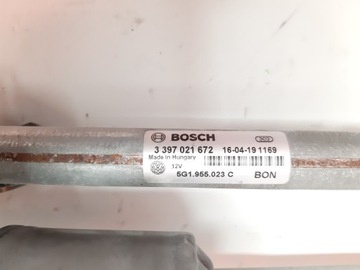 BOSCH
3 397 021 672 16-04-19 1169
Made in Hungary
12V
5G1.955.023 C BON